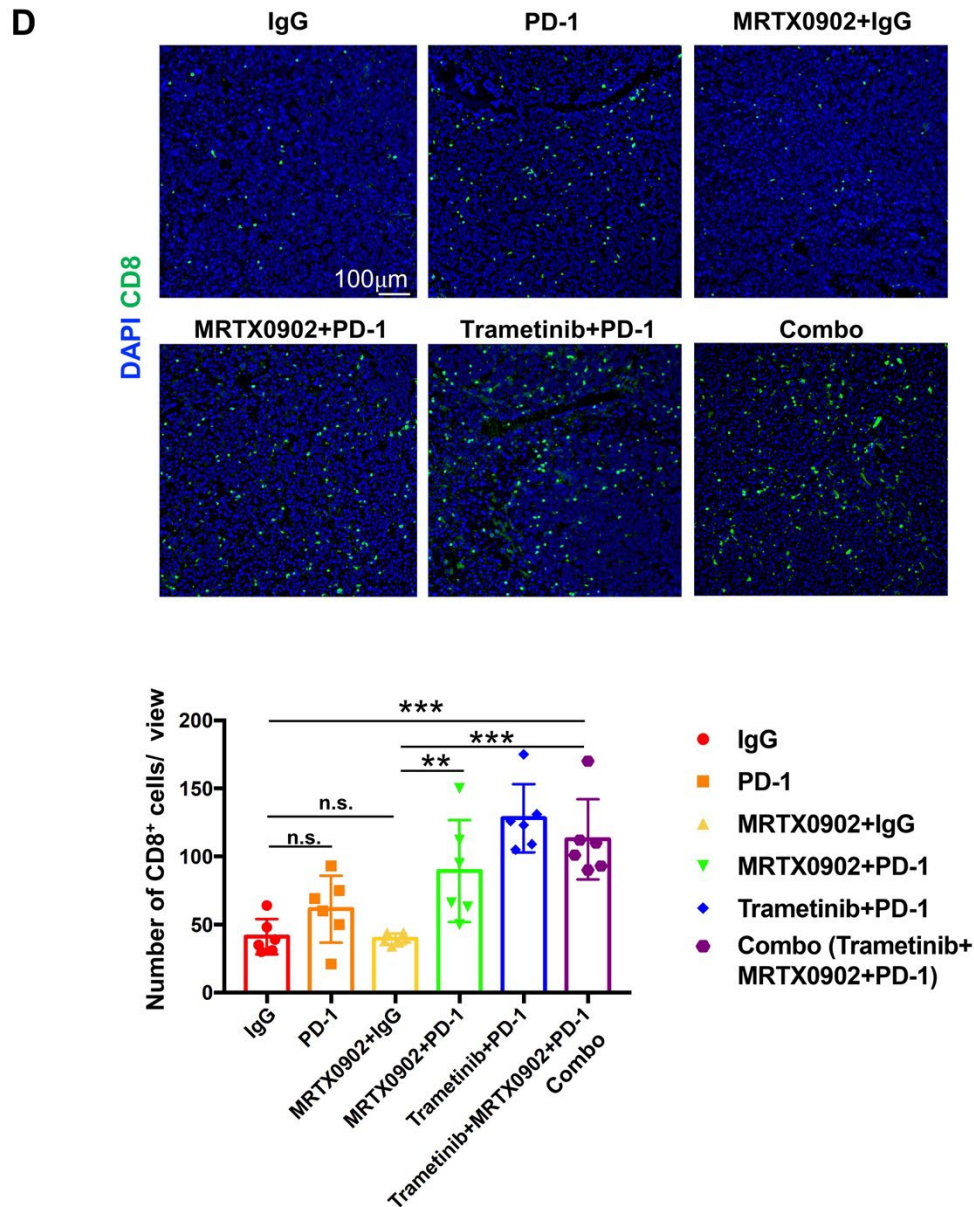 D
IgG
PD-1
MRTX0902+IgG
DAPI CD8
100μm
MRTX0902+PD-1
Trametinib+PD-1
Combo
Number of CD8⁺ cells/ view
200
150
100
50
0
***
***
**
n.s.
n.s.
IgG
PD-1
MRTX0902+IgG
MRTX0902+PD-1
Trametinib+PD-1
Trametinib+MRTX0902+PD-1
Combo
IgG
PD-1
MRTX0902+IgG
MRTX0902+PD-1
Trametinib+PD-1
Combo (Trametinib+
MRTX0902+PD-1)